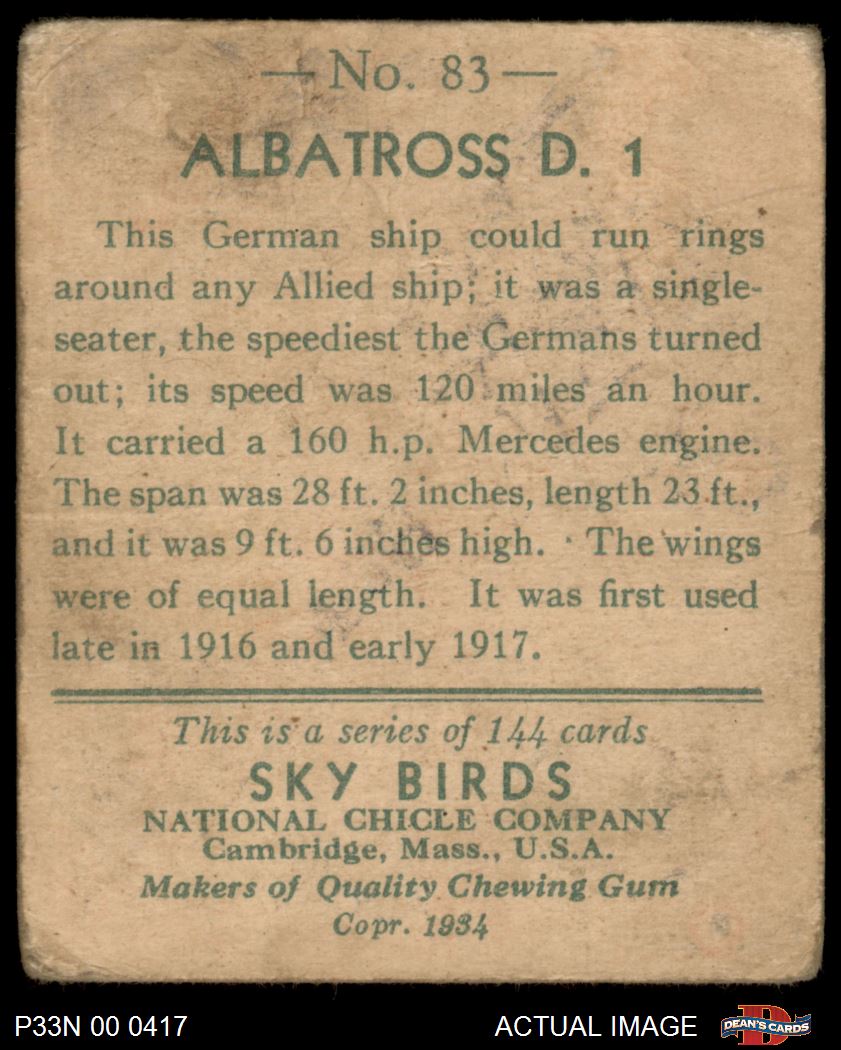 — No. 83 —
ALBATROSS D. 1
This German ship could run rings
around any Allied ship; it was a single-
seater, the speediest the Germans turned
out; its speed was 120 miles an hour.
It carried a 160 h.p. Mercedes engine.
The span was 28 ft. 2 inches, length 23 ft.,
and it was 9 ft. 6 inches high. The wings
were of equal length. It was first used
late in 1916 and early 1917.
This is a series of 144 cards
SKY BIRDS
NATIONAL CHICLE COMPANY
Cambridge, Mass., U.S.A.
Makers of Quality Chewing Gum
Copr. 1934
P33N 00 0417
ACTUAL IMAGE
D
DEAN'S CARDS